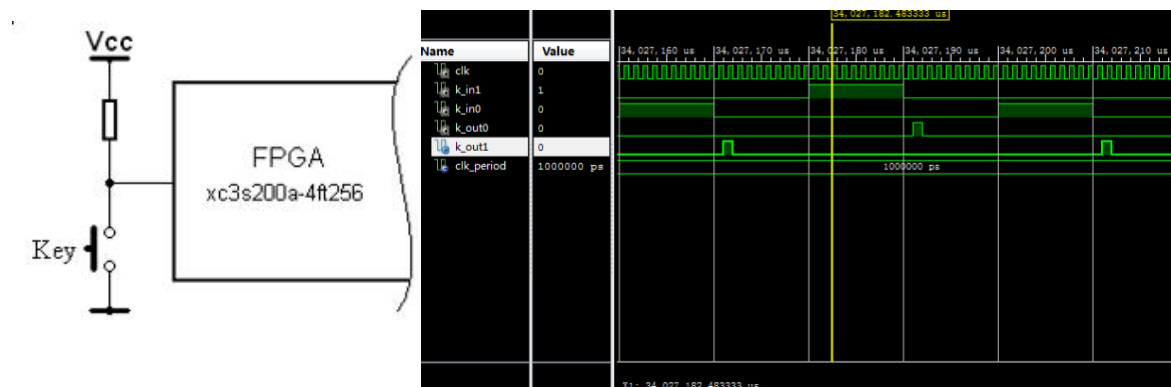 Vcc
FPGA
xc3s200a-4ft256
Key
34,027,182.483333 us
Name
Value
34,027,160 us
34,027,170 us
34,027,180 us
34,027,190 us
34,027,200 us
34,027,210 us
clk
0
k_in1
1
k_in0
0
k_out0
0
k_out1
0
clk_period
1000000 ps
1000000 ps
X1: 34,027,182.483333 us